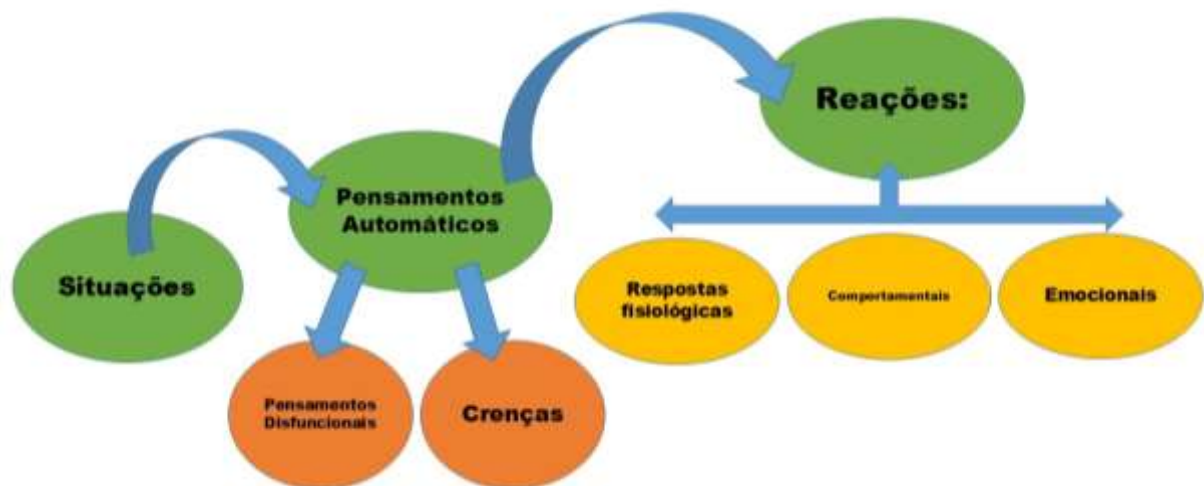 Situações
Pensamentos
Automáticos
Pensamentos
Disfuncionais
Crenças
Reações:
Respostas
fisiológicas
Comportamentais
Emocionais